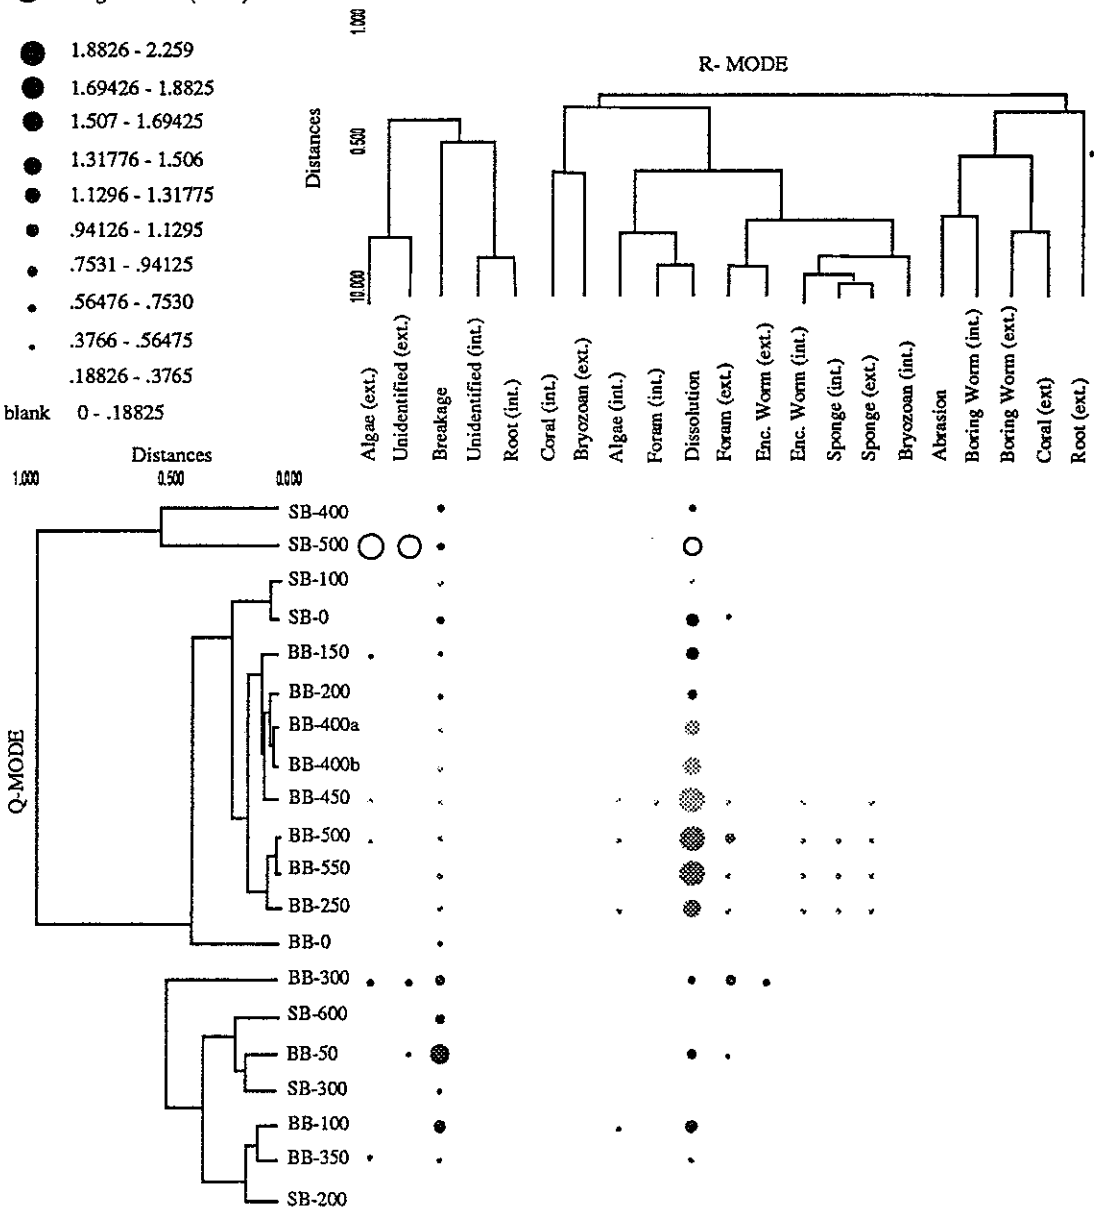 1.8826 - 2.259
1.69426 - 1.8825
1.507 - 1.69425
1.31776 - 1.506
1.1296 - 1.31775
.94126 - 1.1295
.7531 - .94125
.56476 - .7530
.3766 - .56475
.18826 - .3765
blank 0 - .18825
R- MODE
Distances
1.000
0.500
10.000
Algae (ext.)
Unidentified (ext.)
Breakage
Unidentified (int.)
Root (int.)
Coral (int.)
Bryozoan (ext.)
Algae (int.)
Foram (int.)
Dissolution
Foram (ext.)
Enc. Worm (ext.)
Enc. Worm (int.)
Sponge (int.)
Sponge (ext.)
Bryozoan (int.)
Abrasion
Boring Worm (int.)
Boring Worm (ext.)
Coral (ext)
Root (ext.)
Distances
1.000 0.500 0.000
Q-MODE
SB-400
SB-500
SB-100
SB-0
BB-150
BB-200
BB-400a
BB-400b
BB-450
BB-500
BB-550
BB-250
BB-0
BB-300
SB-600
BB-50
SB-300
BB-100
BB-350
SB-200